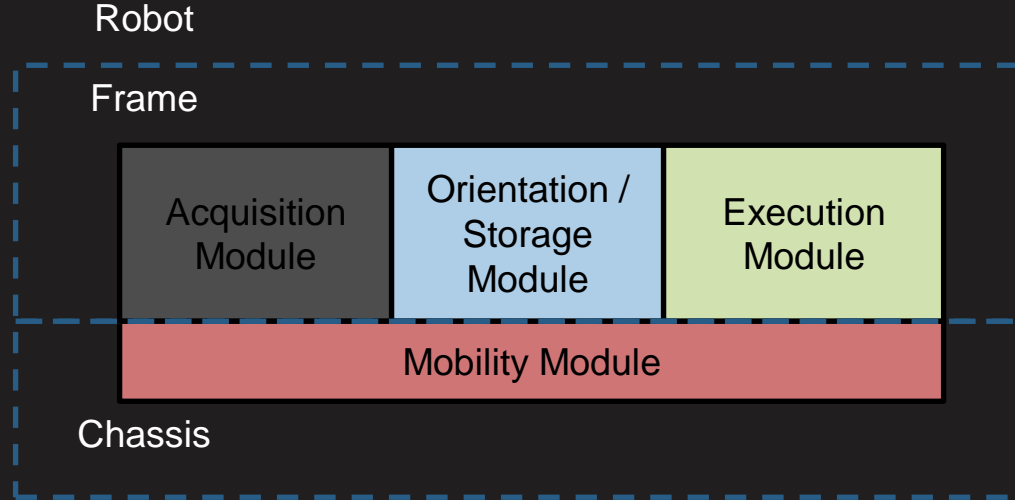 Robot
Frame
Acquisition
Module
Orientation /
Storage
Module
Execution
Module
Mobility Module
Chassis